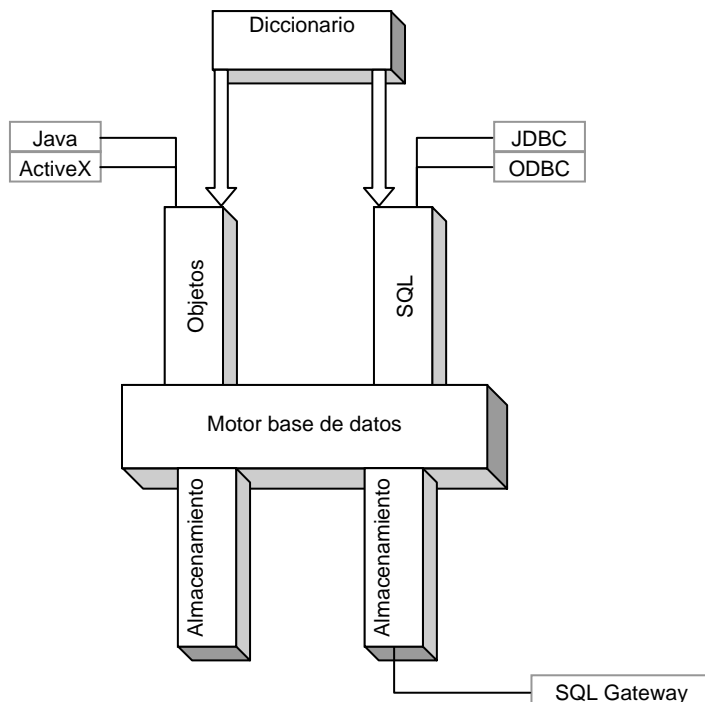 Diccionario
Java
ActiveX
JDBC
ODBC
Objetos
SQL
Motor base de datos
Almacenamiento
Almacenamiento
SQL Gateway